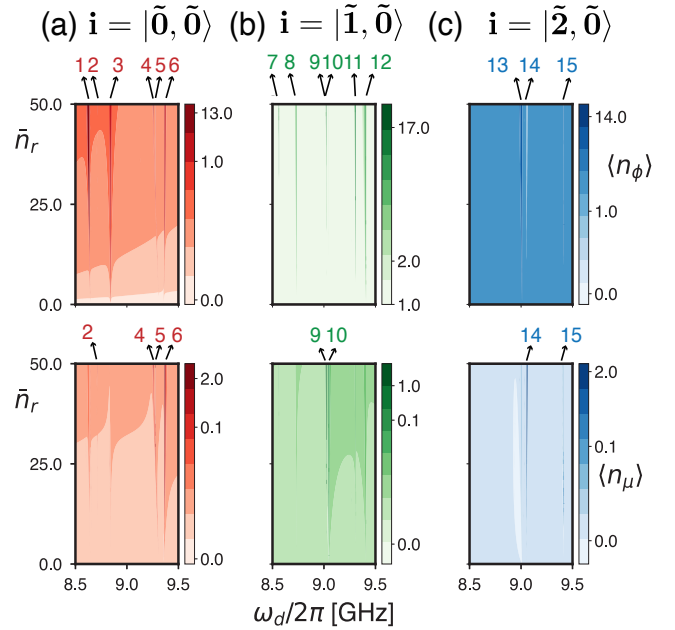 (a) i = |0̃, 0̃⟩ (b) i = |1̃, 0̃⟩ (c) i = |2̃, 0̃⟩
1 2 3 4 5 6 7 8 9 10 11 12 13 14 15
50.0 13.0 17.0 14.0
n̄r 1.0 ⟨nϕ⟩
25.0 2.0 1.0
0.0 0.0 1.0 0.0
2 4 5 6 9 10 14 15
50.0 2.0 1.0 2.0
n̄r 0.1 0.1 0.1
25.0 ⟨nμ⟩
0.0 0.0 0.0 0.0
8.5 9.0 9.5 8.5 9.0 9.5 8.5 9.0 9.5
ωd/2π [GHz]